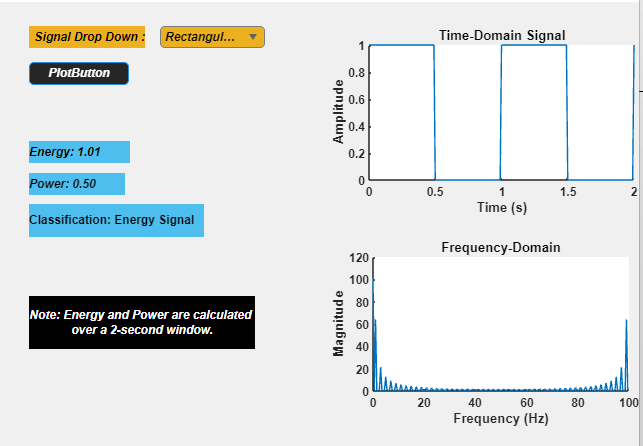 Signal Drop Down :
Rectangul...
PlotButton
Energy: 1.01
Power: 0.50
Classification: Energy Signal
Note: Energy and Power are calculated
over a 2-second window.
Time-Domain Signal
Amplitude
1
0.8
0.6
0.4
0.2
0
0 0.5 1 1.5 2
Time (s)
Frequency-Domain
Magnitude
120
100
80
60
40
20
0
0 20 40 60 80 100
Frequency (Hz)